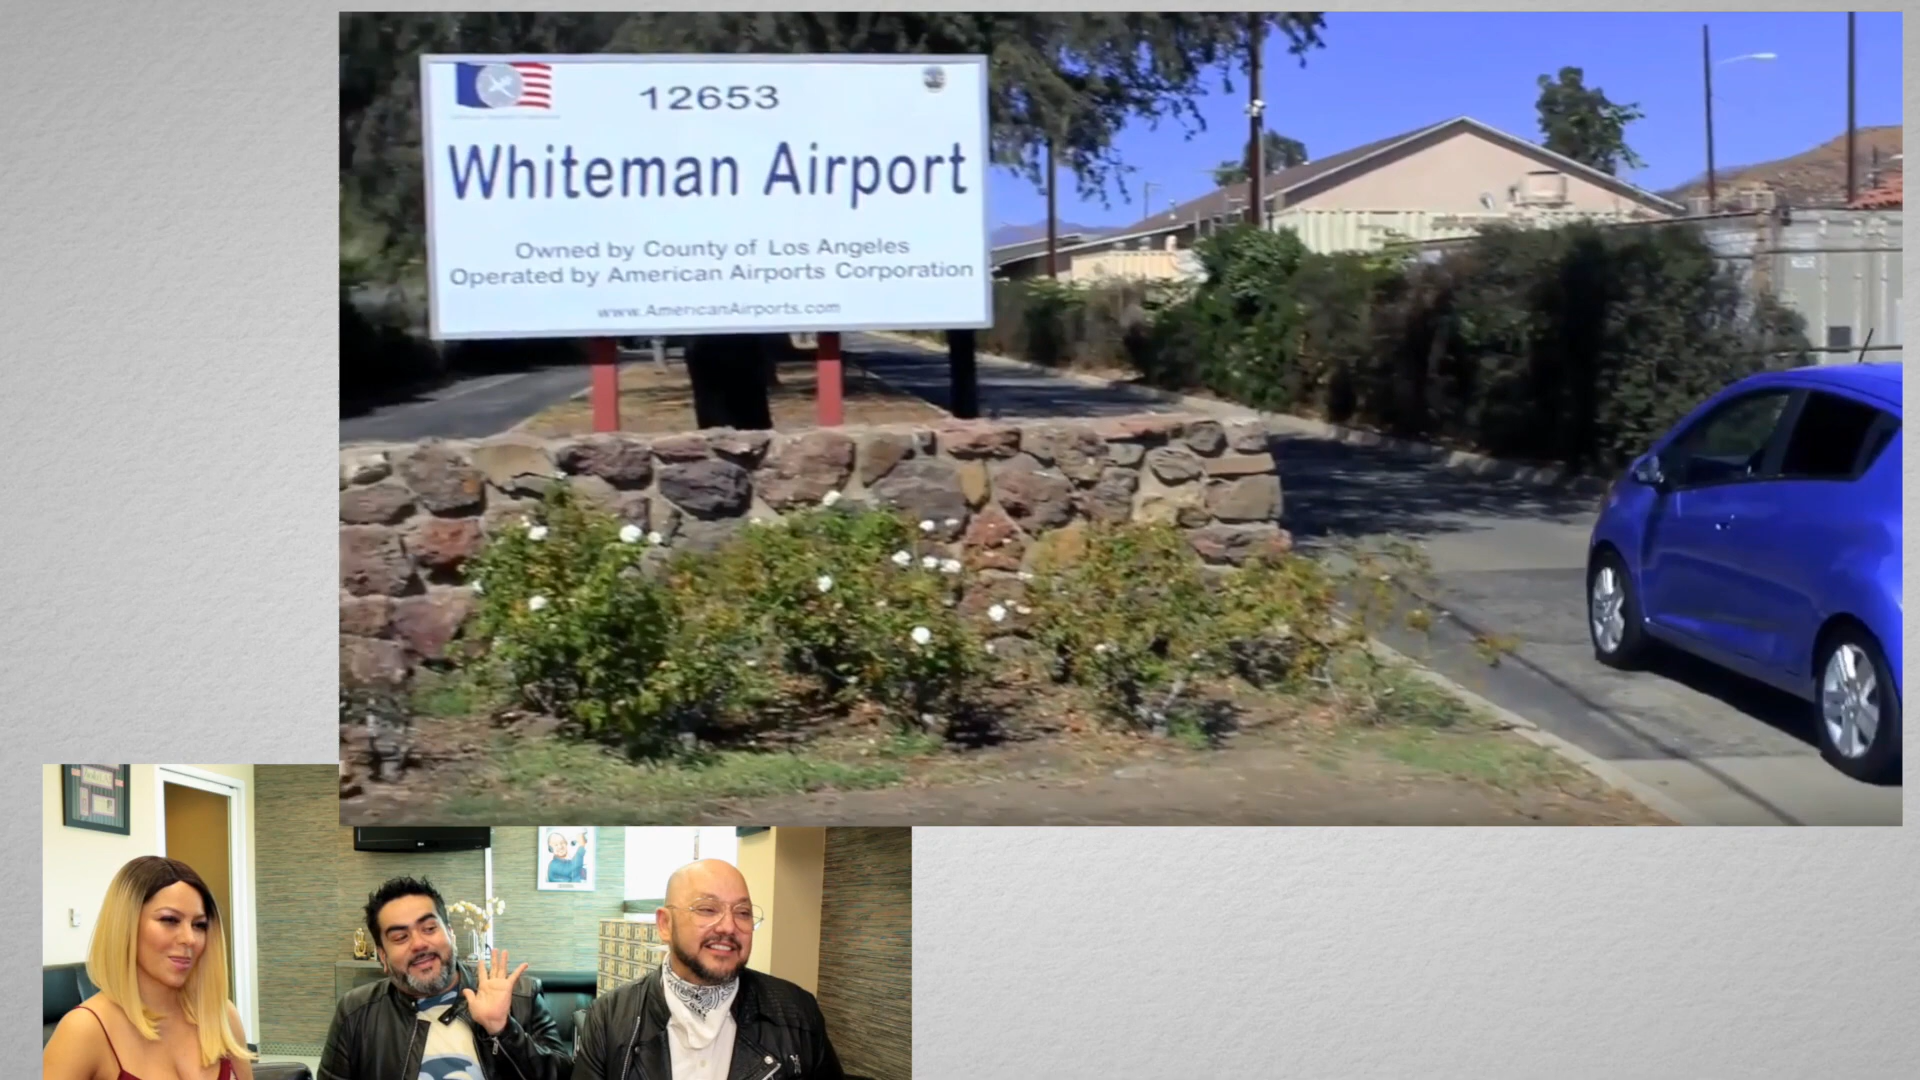 12653
Whiteman Airport
Owned by County of Los Angeles
Operated by American Airports Corporation
www.AmericanAirports.com